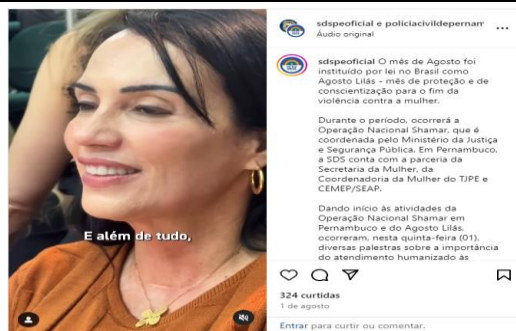 E além de tudo,
sdspeoficial e policiacivildepernam
Áudio original
sdspeoficial O mês de Agosto foi
instituído por lei no Brasil como
Agosto Lilás - mês de proteção e de
conscientização para o fim da
violência contra a mulher.
Durante o período, ocorrerá a
Operação Nacional Shamar, que é
coordenada pelo Ministério da Justiça
e Segurança Pública. Em Pernambuco,
a SDS conta com a parceria da
Secretaria da Mulher, da
Coordenadoria da Mulher do TJPE e
CEMEP/SEAP.
Dando início às atividades da
Operação Nacional Shamar em
Pernambuco e do Agosto Lilás,
ocorreram, nesta quinta-feira (01),
diversas palestras sobre a importância
do atendimento humanizado às
324 curtidas
1 de agosto
Entrar para curtir ou comentar.